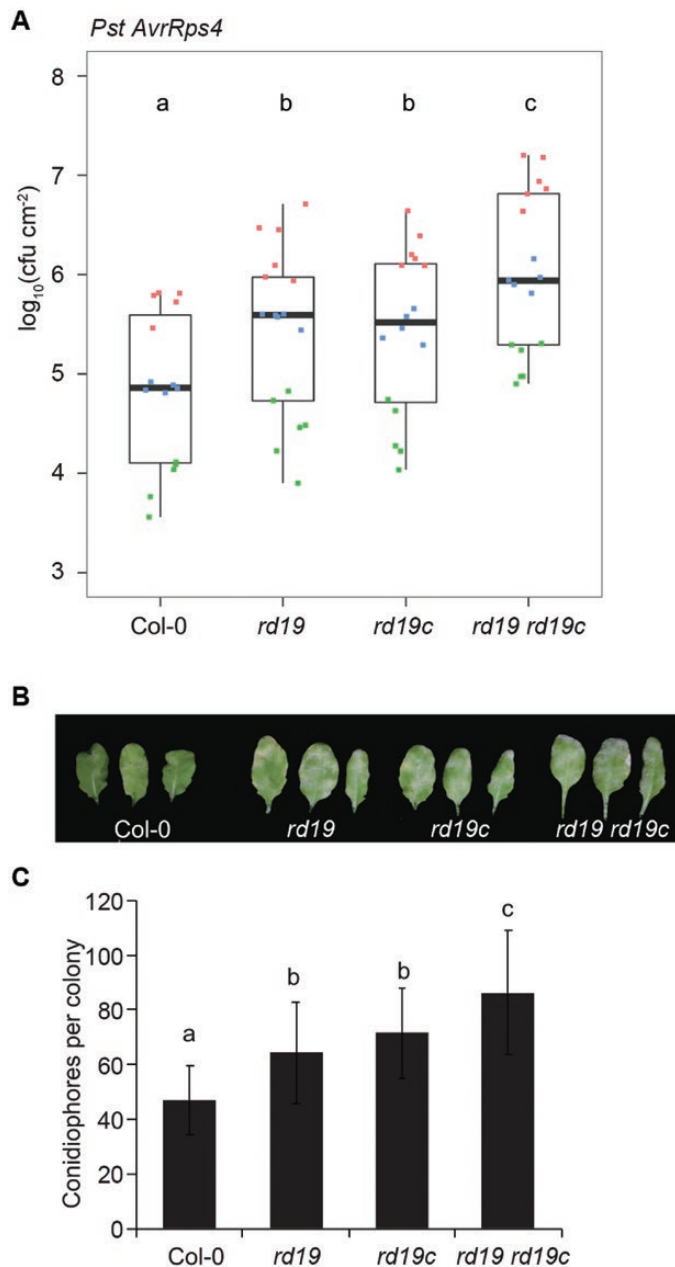 A
Pst AvrRps4
8
7
6
5
4
3
log10(cfu cm-2)
a b b c
Col-0 rd19 rd19c rd19 rd19c
B
Col-0 rd19 rd19c rd19 rd19c
C
120
100
80
60
40
20
0
Conidiophores per colony
a b b c
Col-0 rd19 rd19c rd19 rd19c